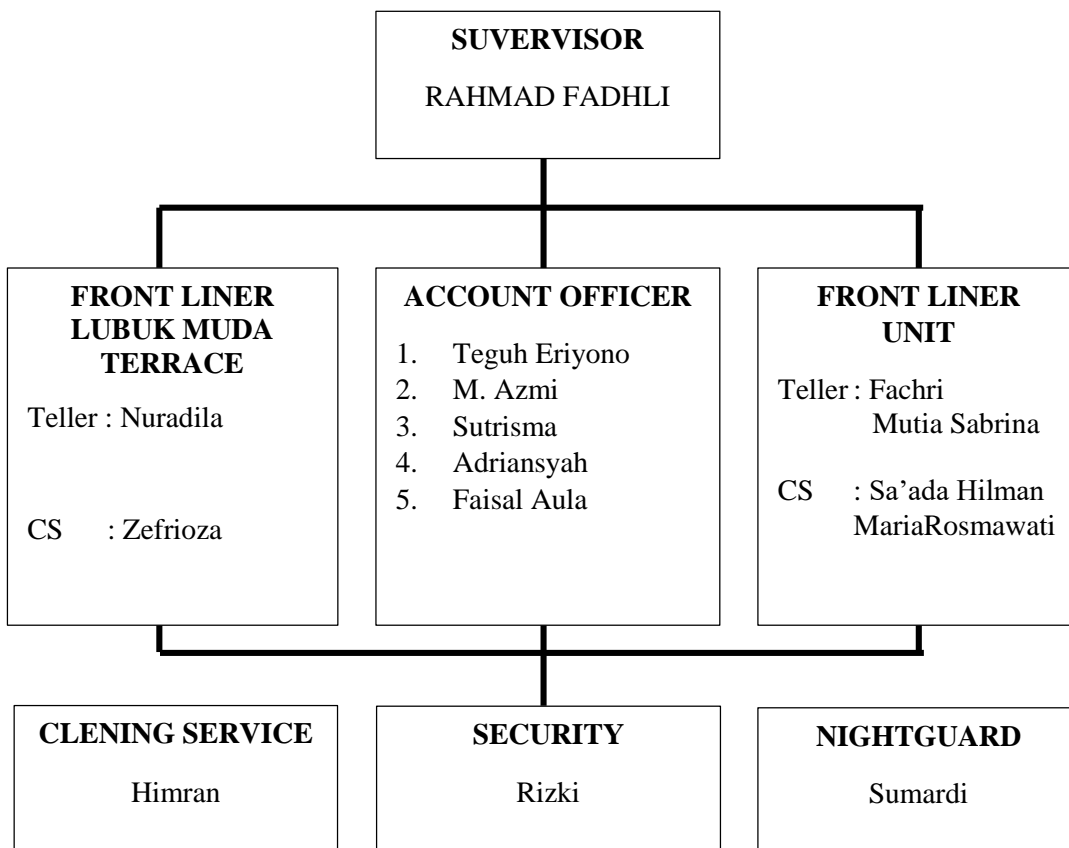 SUVERVISOR
RAHMAD FADHLI
FRONT LINER
LUBUK MUDA
TERRACE
Teller : Nuradila
CS : Zefrioza
ACCOUNT OFFICER
1. Teguh Eriyono
2. M. Azmi
3. Sutrisma
4. Adriansyah
5. Faisal Aula
FRONT LINER
UNIT
Teller : Fachri
Mutia Sabrina
CS : Sa’ada Hilman
MariaRosmawati
CLENING SERVICE
Himran
SECURITY
Rizki
NIGHTGUARD
Sumardi